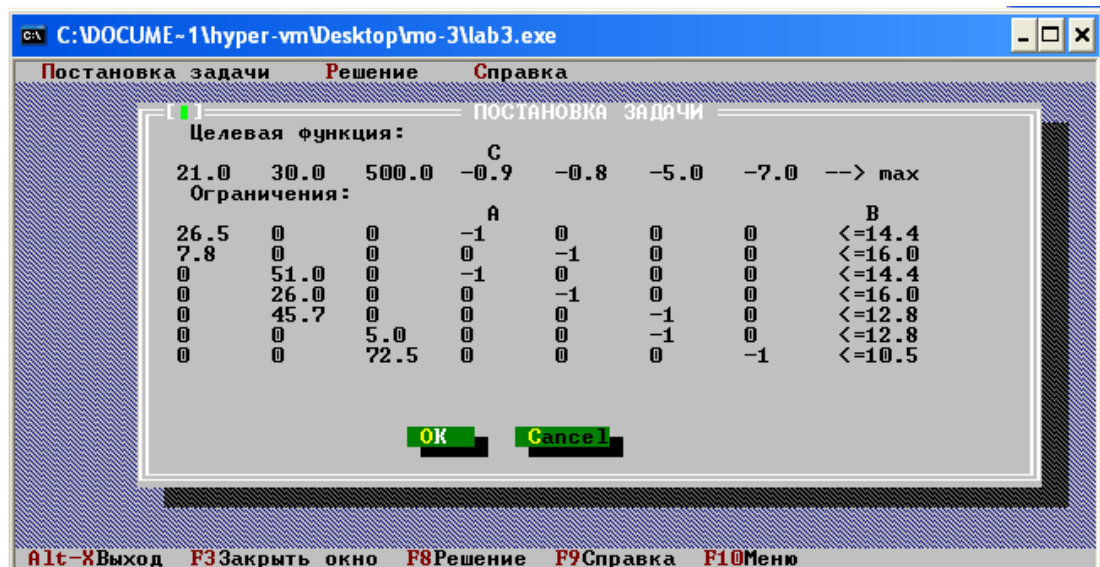 C:\DOCUME~1\hyper-vm\Desktop\mo-3\lab3.exe
Постановка задачи Решение Справка
ПОСТАНОВКА ЗАДАЧИ
Целевая функция:
C
21.0 30.0 500.0 -0.9 -0.8 -5.0 -7.0 --> max
Ограничения:
A B
26.5 0 0 -1 0 0 0 <=14.4
7.8 0 0 0 -1 0 0 <=16.0
0 51.0 0 -1 0 0 0 <=14.4
0 26.0 0 0 -1 0 0 <=16.0
0 45.7 0 0 0 -1 0 <=12.8
0 0 5.0 0 0 -1 0 <=12.8
0 0 72.5 0 0 0 -1 <=10.5
OK Cancel
Alt-X Выход F3 Закрыть окно F8 Решение F9 Справка F10 Меню